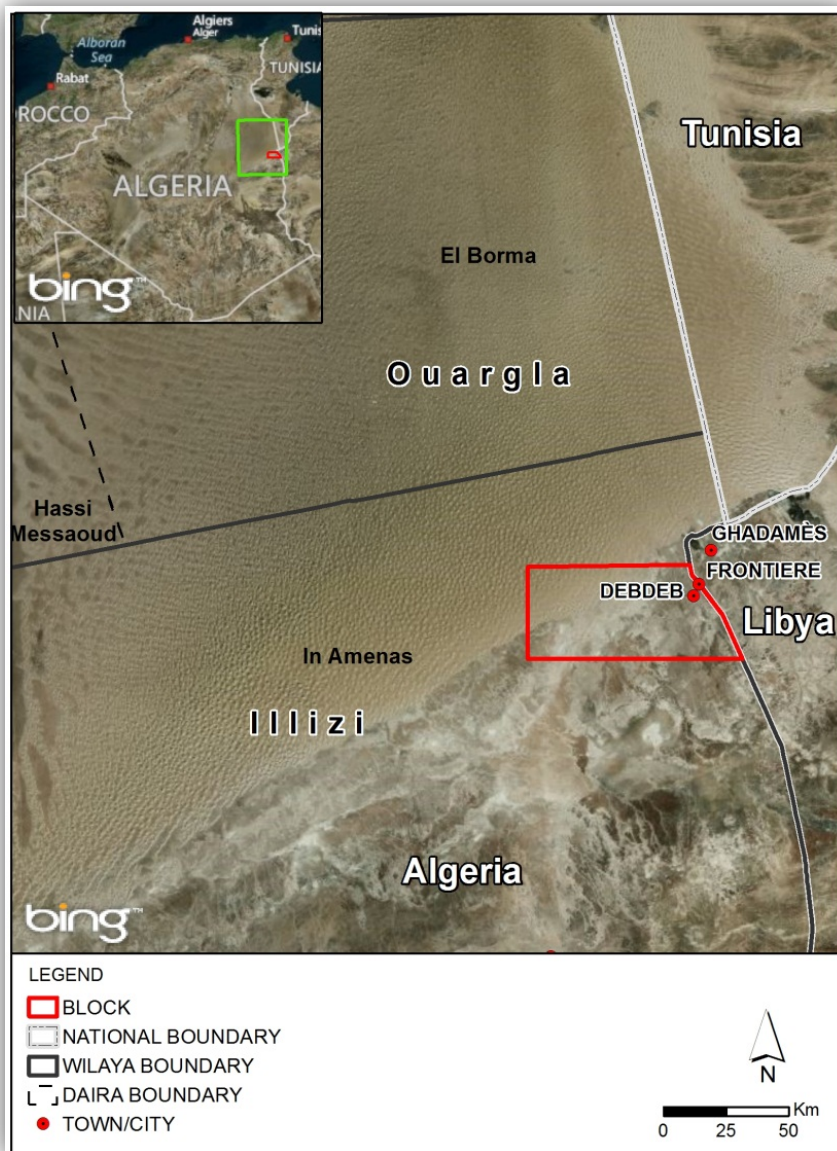 Algiers
Alger
Alboran
Sea
Tunis
TUNISIA
Rabat
ROCCO
ALGERIA
bing™
NIA
Tunisia
El Borma
Ouargla
Hassi
Messaoud
GHADAMÈS
FRONTIERE
DEBDEB
Libya
In Amenas
Illizi
Algeria
bing™
LEGEND
BLOCK
NATIONAL BOUNDARY
WILAYA BOUNDARY
DAIRA BOUNDARY
TOWN/CITY
N
Km
0 25 50